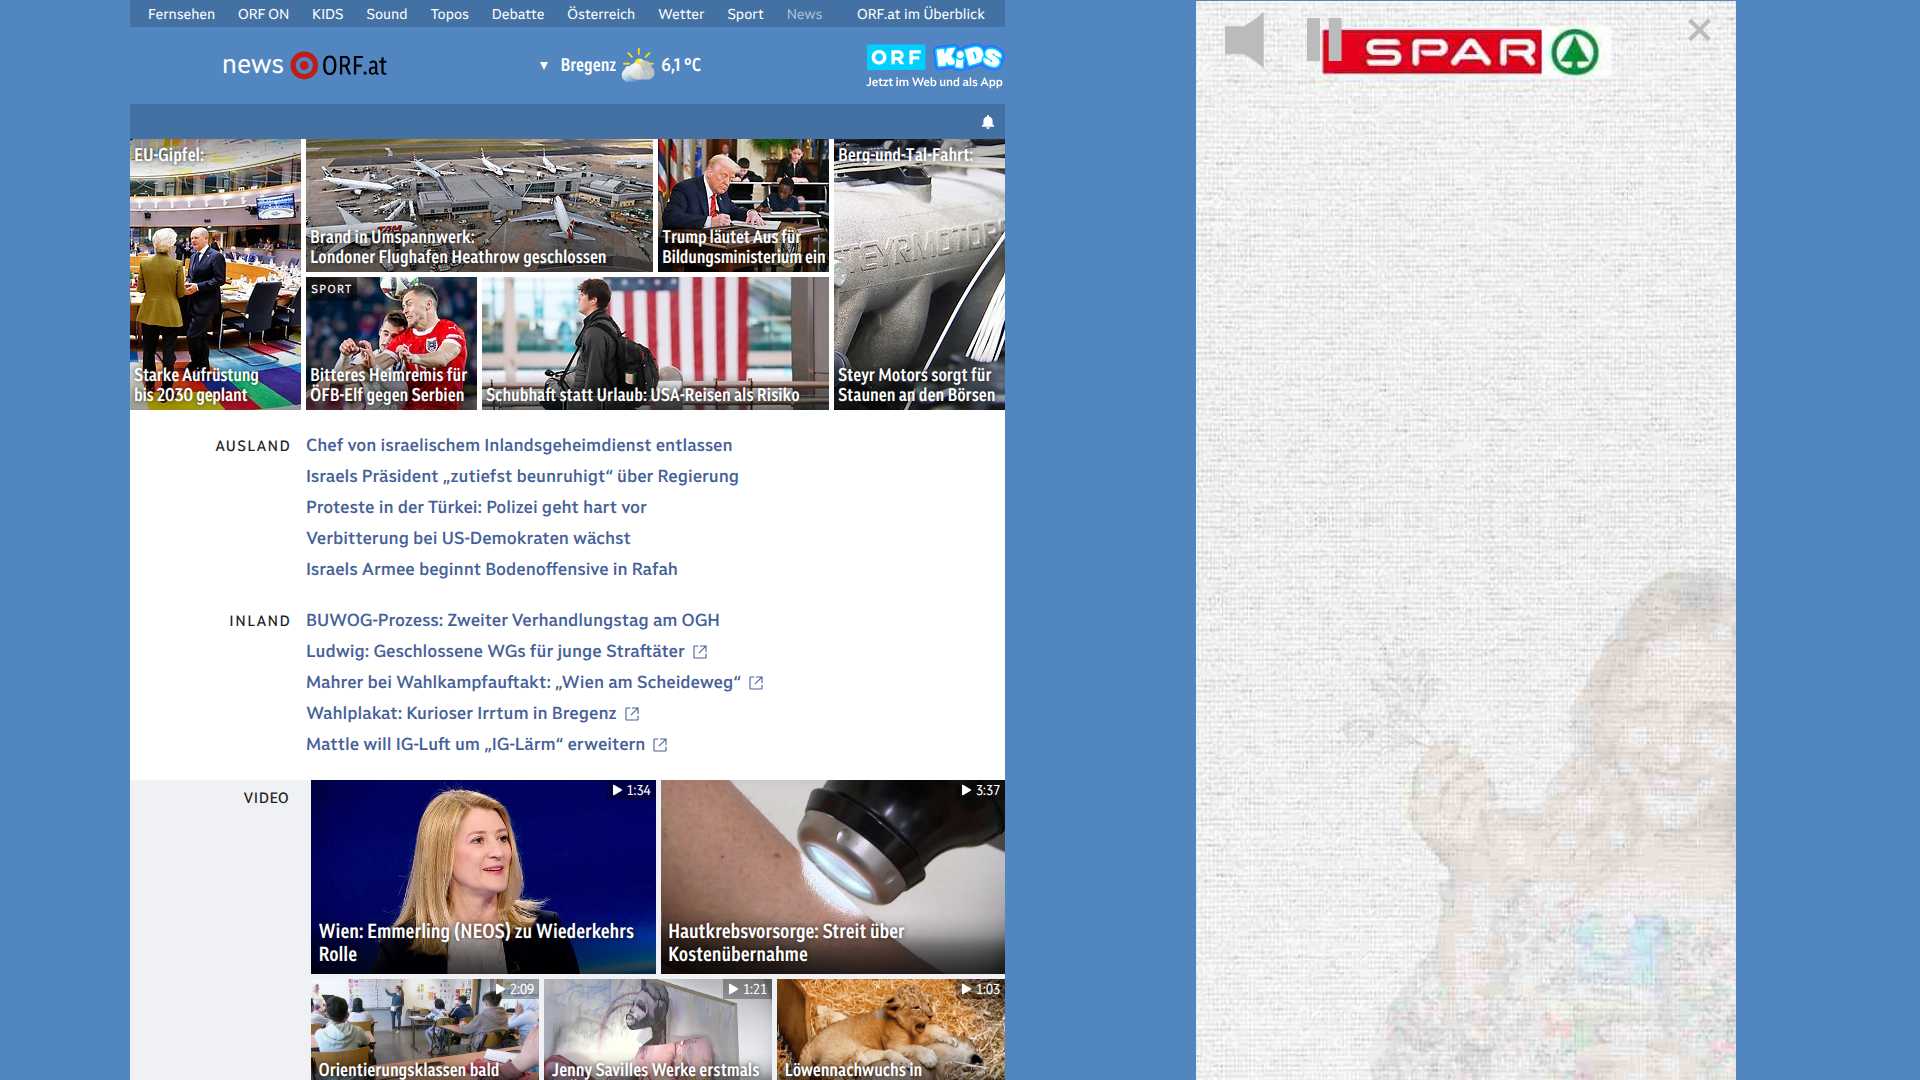 Fernsehen ORF ON KIDS Sound Topos Debatte Österreich Wetter Sport News ORF.at im Überblick
news ORF.at
Bregenz 6,1 °C
ORF KiDS
Jetzt im Web und als App
SPAR
EU-Gipfel:
Starke Aufrüstung
bis 2030 geplant
Brand in Umspannwerk:
Londoner Flughafen Heathrow geschlossen
Trump läutet Aus für
Bildungsministerium ein
Berg-und-Tal-Fahrt:
STEYRMOTORS
Steyr Motors sorgt für
Staunen an den Börsen
SPORT
Bitteres Heimremis für
ÖFB-Elf gegen Serbien
Schubhaft statt Urlaub: USA-Reisen als Risiko
AUSLAND
Chef von israelischem Inlandsgeheimdienst entlassen
Israels Präsident „zutiefst beunruhigt“ über Regierung
Proteste in der Türkei: Polizei geht hart vor
Verbitterung bei US-Demokraten wächst
Israels Armee beginnt Bodenoffensive in Rafah
INLAND
BUWOG-Prozess: Zweiter Verhandlungstag am OGH
Ludwig: Geschlossene WGs für junge Straftäter
Mahrer bei Wahlkampfauftakt: „Wien am Scheideweg“
Wahlplakat: Kurioser Irrtum in Bregenz
Mattle will IG-Luft um „IG-Lärm“ erweitern
VIDEO
1:34
Wien: Emmerling (NEOS) zu Wiederkehrs
Rolle
3:37
Hautkrebsvorsorge: Streit über
Kostenübernahme
2:09
Orientierungsklassen bald
1:21
Jenny Savilles Werke erstmals
1:03
Löwennachwuchs in